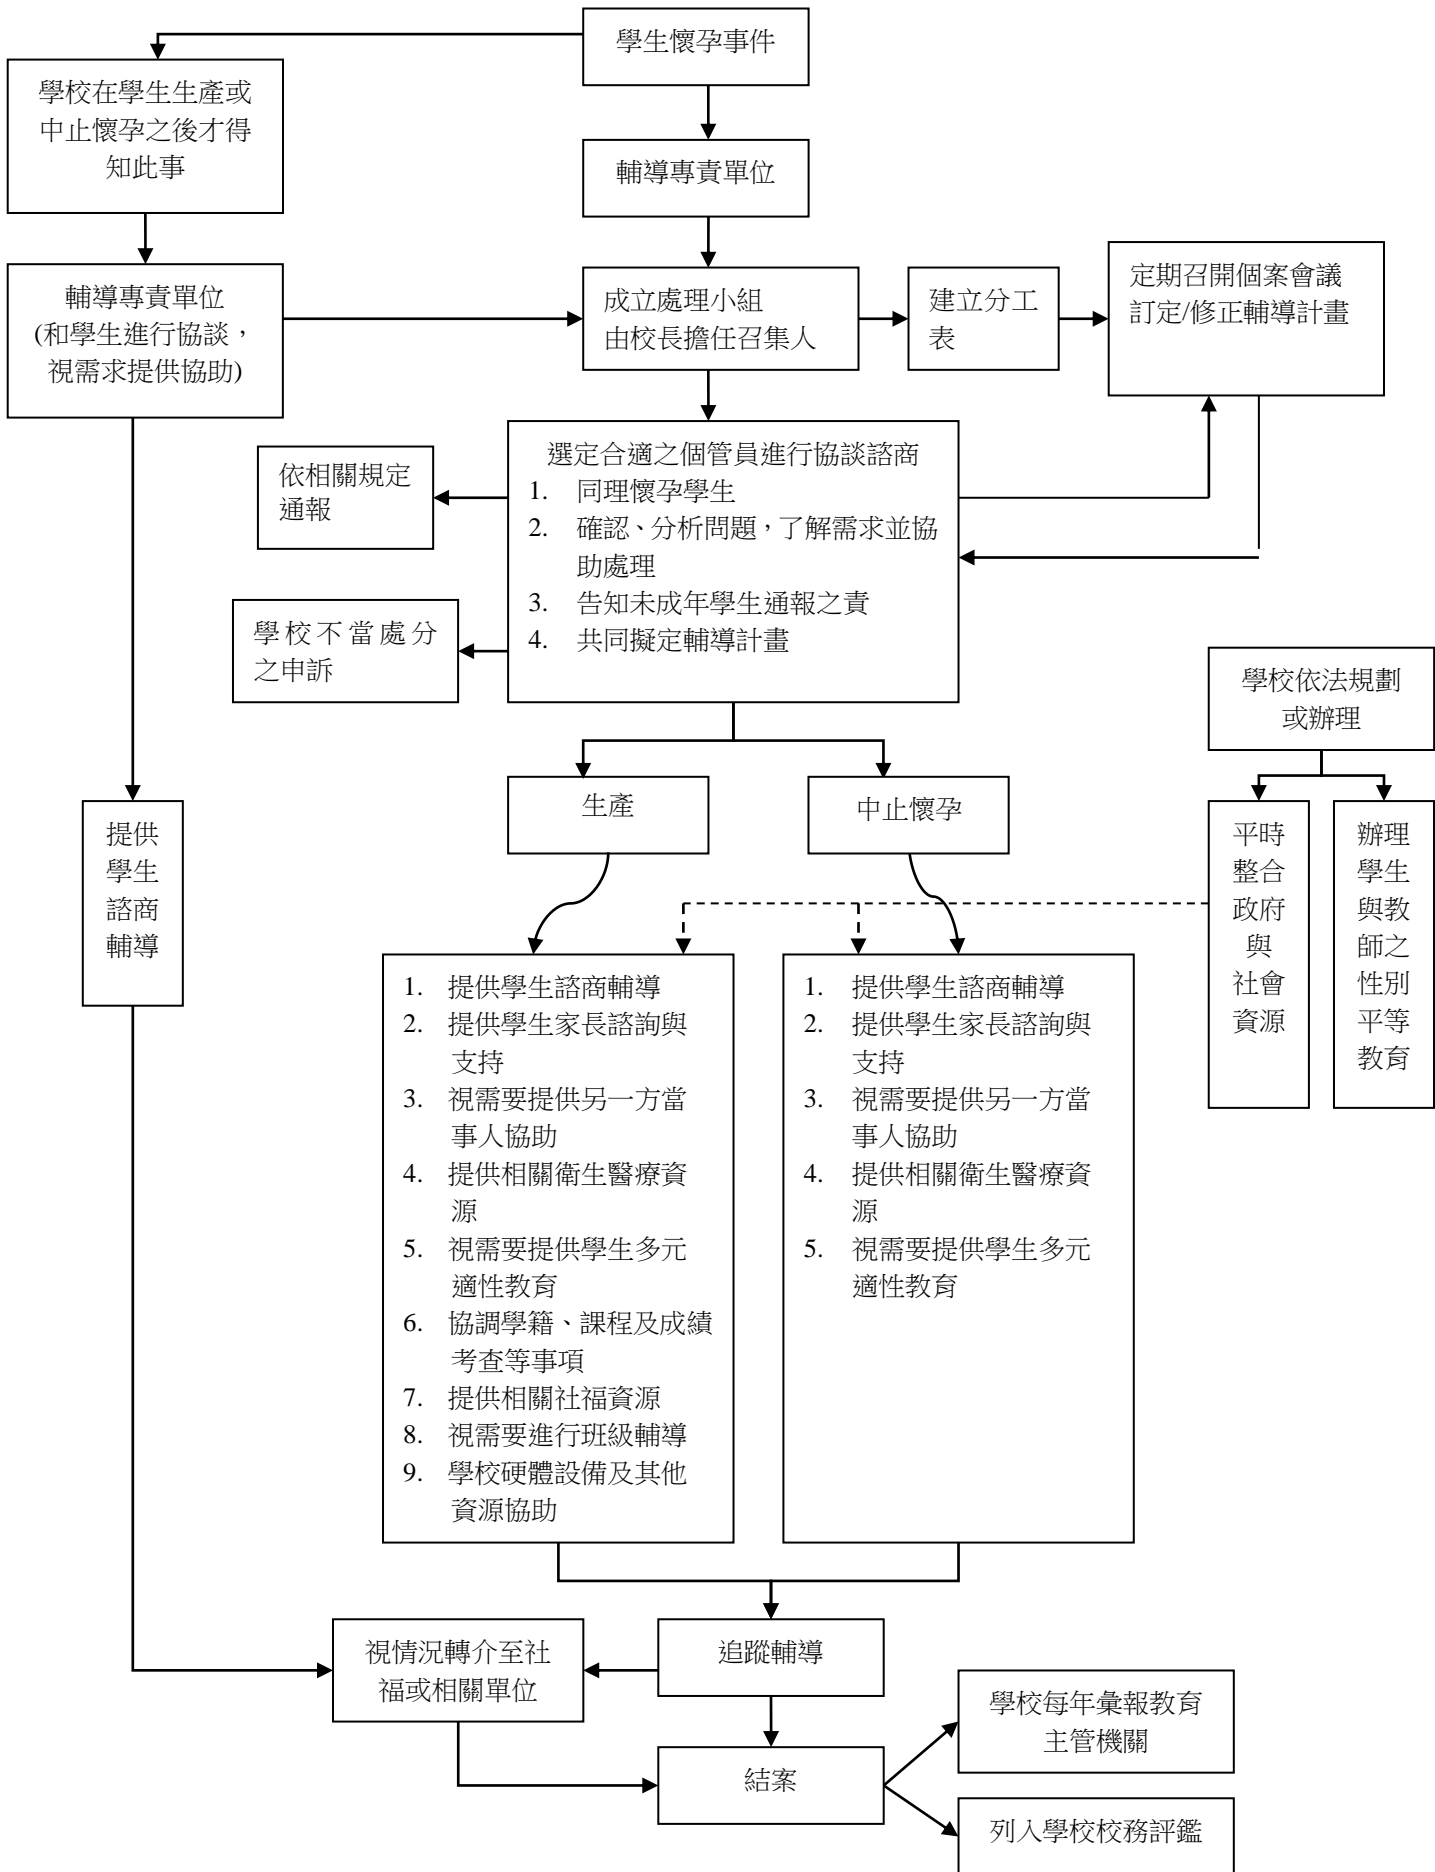 學生懷孕事件
學校在學生生產或
中止懷孕之後才得
知此事
輔導專責單位
輔導專責單位
(和學生進行協談，
視需求提供協助)
成立處理小組
由校長擔任召集人
建立分工
表
定期召開個案會議
訂定/修正輔導計畫
選定合適之個管員進行協談諮商
1. 同理懷孕學生
2. 確認、分析問題，了解需求並協
助處理
3. 告知未成年學生通報之責
4. 共同擬定輔導計畫
依相關規定
通報
學校不當處分
之申訴
學校依法規劃
或辦理
生產
中止懷孕
提供
學生
諮商
輔導
平時
整合
政府
與
社會
資源
辦理
學生
與教
師之
性別
平等
教育
1. 提供學生諮商輔導
2. 提供學生家長諮詢與
支持
3. 視需要提供另一方當
事人協助
4. 提供相關衛生醫療資
源
5. 視需要提供學生多元
適性教育
6. 協調學籍、課程及成績
考查等事項
7. 提供相關社福資源
8. 視需要進行班級輔導
9. 學校硬體設備及其他
資源協助
1. 提供學生諮商輔導
2. 提供學生家長諮詢與
支持
3. 視需要提供另一方當
事人協助
4. 提供相關衛生醫療資
源
5. 視需要提供學生多元
適性教育
視情況轉介至社
福或相關單位
追蹤輔導
結案
學校每年彙報教育
主管機關
列入學校校務評鑑